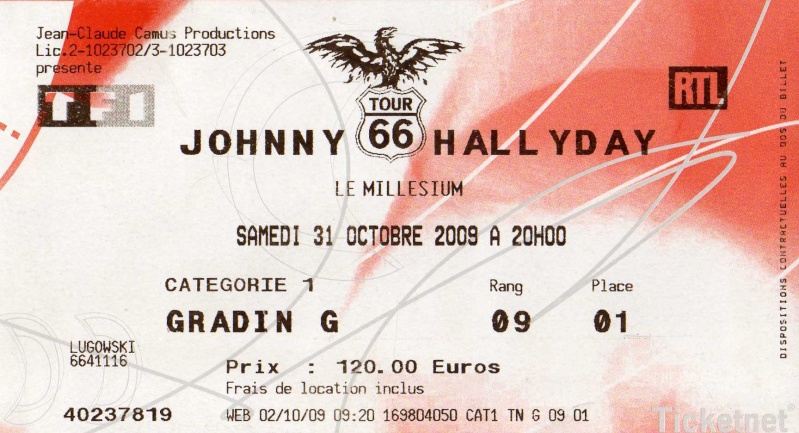 Jean-Claude Camus Productions
Lic.2-1023702/3-1023703
presente
TF1
RTL
TOUR
66
JOHNNY HALLYDAY
LE MILLESIUM
SAMEDI 31 OCTOBRE 2009 A 20H00
CATEGORIE 1 Rang Place
GRADIN G 09 01
LUGOWSKI
6641116
Prix : 120.00 Euros
Frais de location inclus
40237819 WEB 02/10/09 09:20 169804050 CAT1 TN G 09 01
Ticketnet
DISPOSITIONS CONTRACTUELLES AU DOS DU BILLET